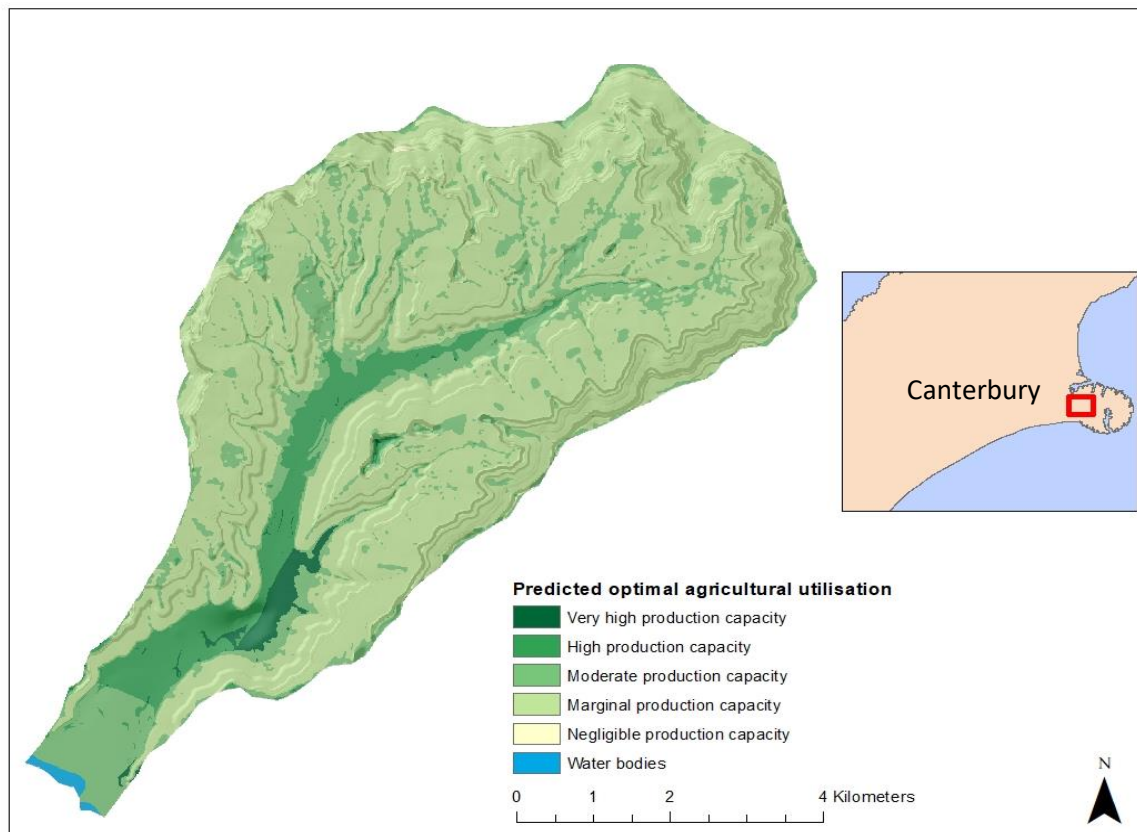 Canterbury
Predicted optimal agricultural utilisation
Very high production capacity
High production capacity
Moderate production capacity
Marginal production capacity
Negligible production capacity
Water bodies
0 1 2 4 Kilometers
N